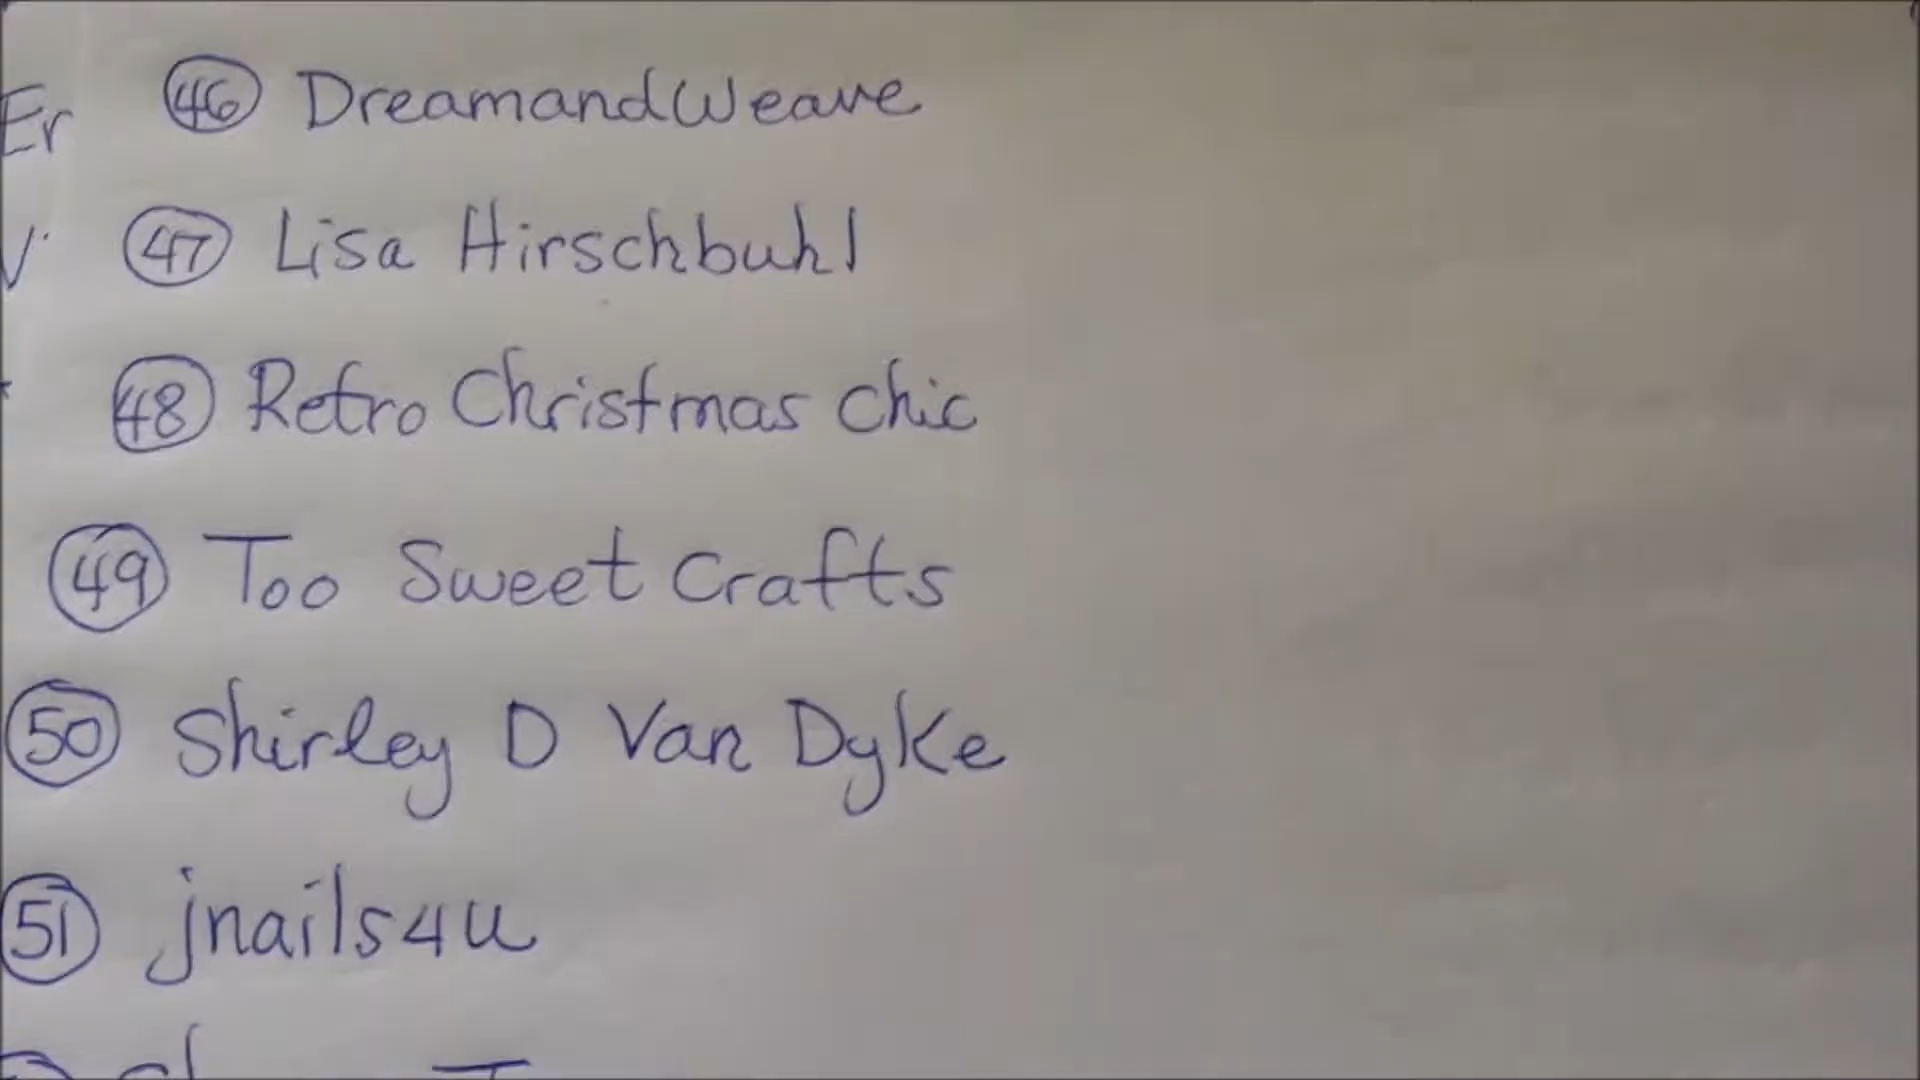 Er
46 DreamandWeave
47 Lisa Hirschbuhl
48 Retro Christmas Chic
49 Too Sweet Crafts
50 Shirley D Van Dyke
51 jnails4u